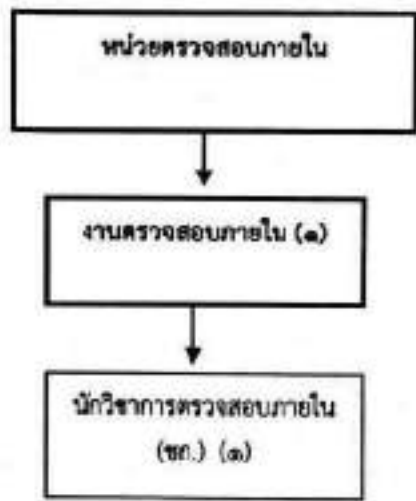 หน่วยตรวจสอบภายใน
งานตรวจสอบภายใน (๑)
นักวิชาการตรวจสอบภายใน
(ชก.) (๑)